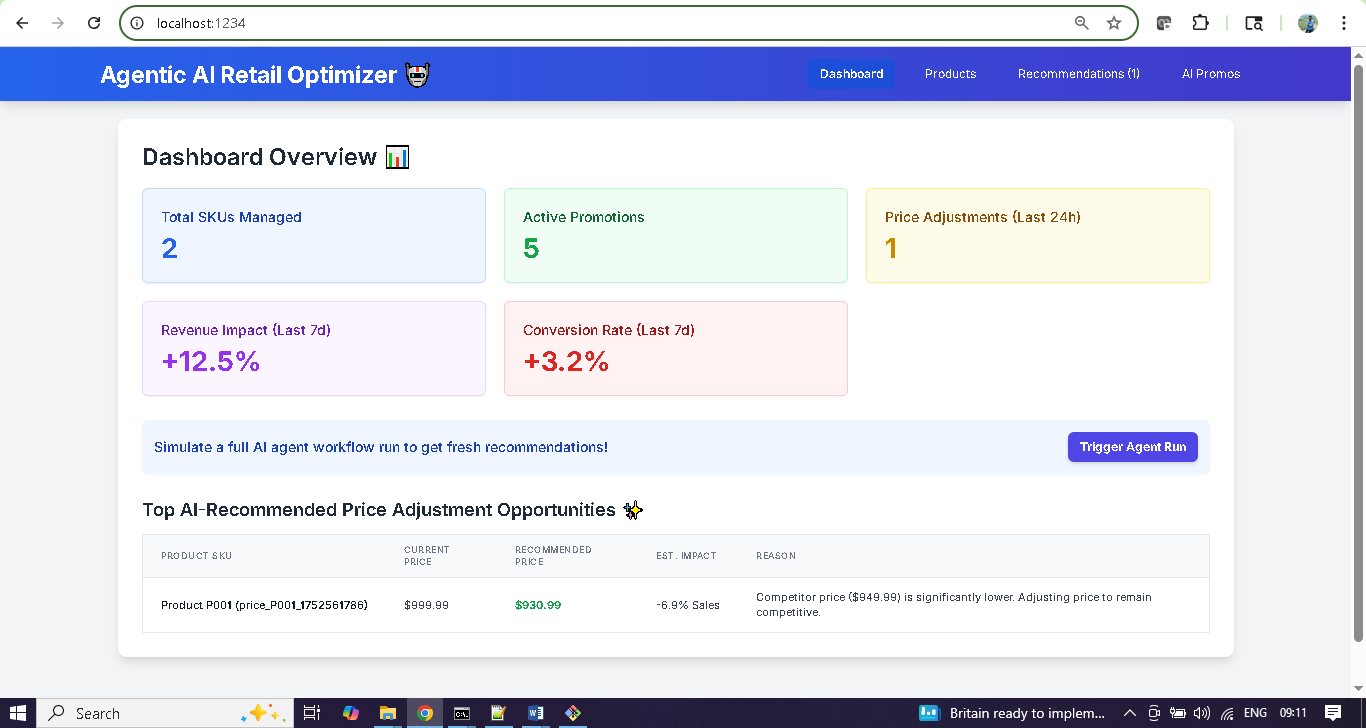 localhost:1234
Agentic AI Retail Optimizer
Dashboard
Products
Recommendations (1)
AI Promos
Dashboard Overview
Total SKUs Managed
2
Active Promotions
5
Price Adjustments (Last 24h)
1
Revenue Impact (Last 7d)
+12.5%
Conversion Rate (Last 7d)
+3.2%
Simulate a full AI agent workflow run to get fresh recommendations!
Trigger Agent Run
Top AI-Recommended Price Adjustment Opportunities
PRODUCT SKU
CURRENT
PRICE
RECOMMENDED
PRICE
EST. IMPACT
REASON
Product P001 (price_P001_1752561786)
$999.99
$930.99
-6.9% Sales
Competitor price ($949.99) is significantly lower. Adjusting price to remain
competitive.
Search
Britain ready to implem...
ENG
09:11